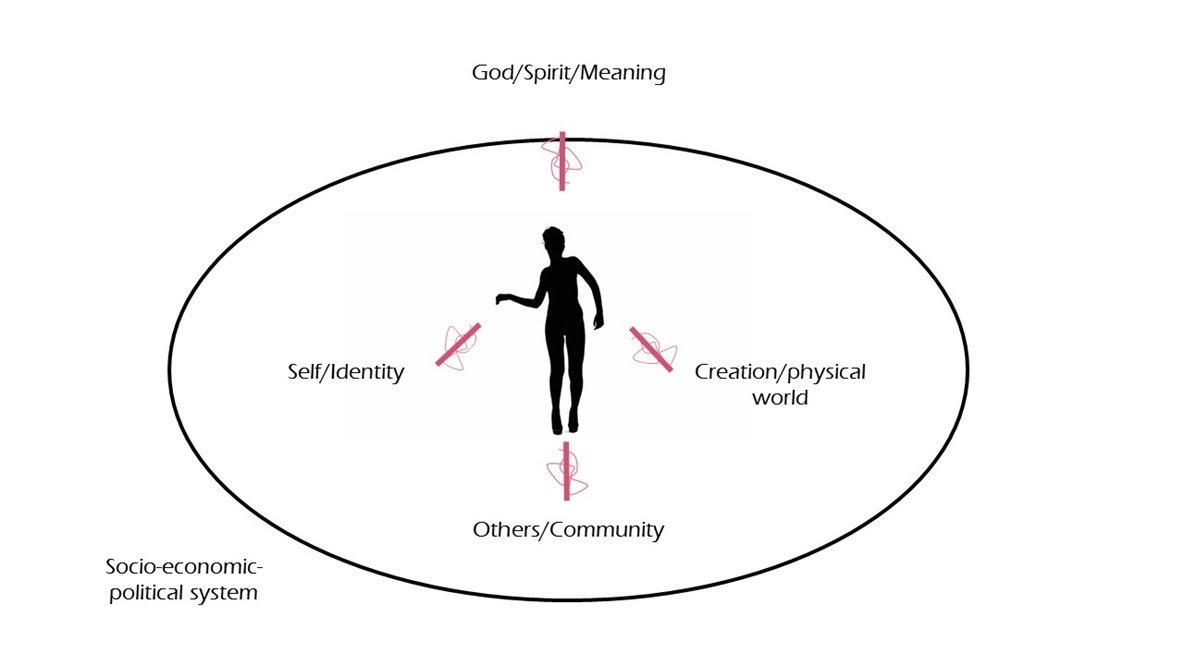 God/Spirit/Meaning
Self/Identity
Creation/physical
world
Others/Community
Socio-economic-
political system